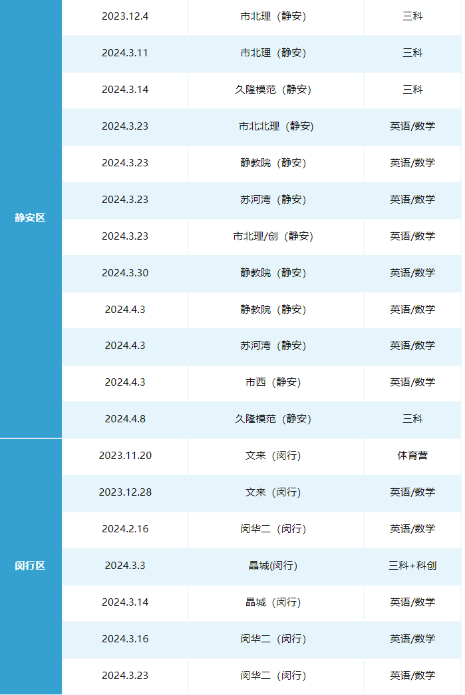 2023.12.4 市北理（静安） 三科
2024.3.11 市北理（静安） 三科
2024.3.14 久隆模范（静安） 三科
2024.3.23 市北北理（静安) 英语/数学
2024.3.23 静教院（静安） 英语/数学
2024.3.23 苏河湾（静安） 英语/数学
静安区
2024.3.23 市北理/创（静安） 英语/数学
2024.3.30 静教院（静安） 英语/数学
2024.4.3 静教院（静安） 英语/数学
2024.4.3 苏河湾（静安） 英语/数学
2024.4.3 市西（静安） 英语/数学
2024.4.8 久隆模范（静安） 三科
2023.11.20 文来（闵行） 体育营
2023.12.28 文来（闵行） 英语/数学
2024.2.16 闵华二（闵行） 英语/数学
闵行区 2024.3.3 晶城(闵行) 三科+科创
2024.3.14 晶城（闵行） 英语/数学
2024.3.16 闵华二（闵行） 英语/数学
2024.3.23 闵华二（闵行） 英语/数学